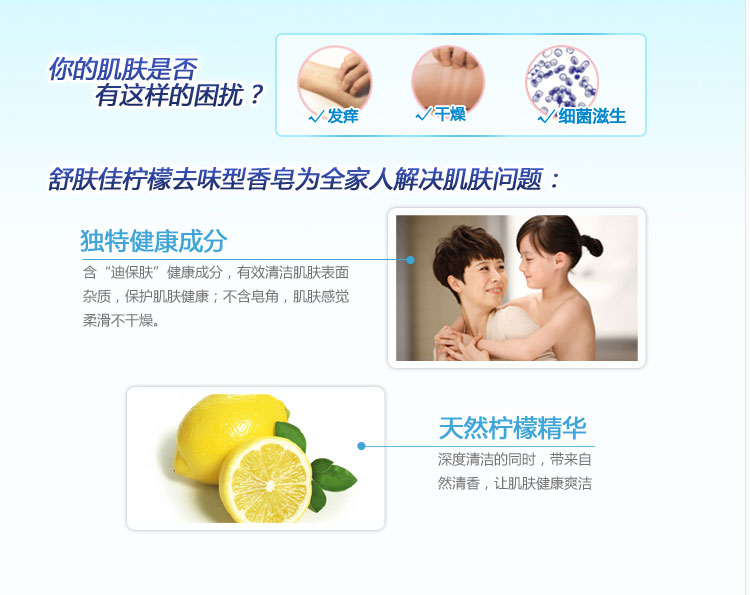 你的肌肤是否
有这样的困扰？
发痒
干燥
细菌滋生
舒肤佳柠檬去味型香皂为全家人解决肌肤问题：
独特健康成分
含“迪保肤”健康成分，有效清洁肌肤表面
杂质，保护肌肤健康；不含皂角，肌肤感觉
柔滑不干燥。
天然柠檬精华
深度清洁的同时，带来自
然清香，让肌肤健康爽洁